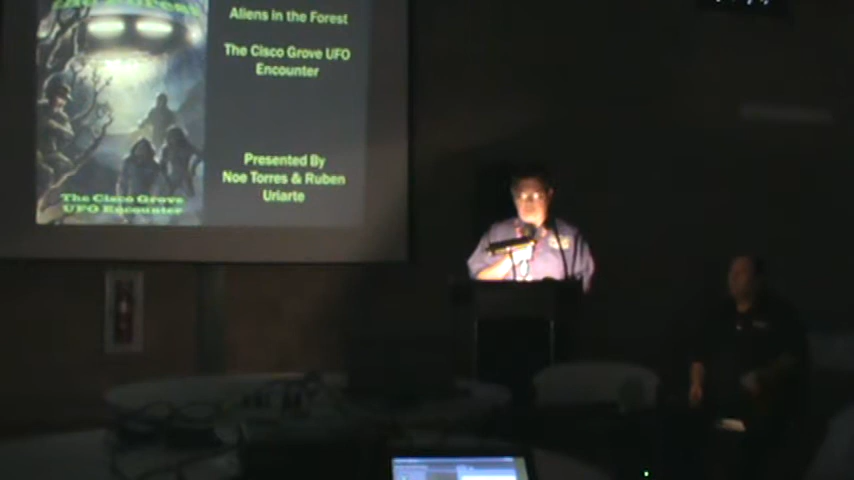 Aliens in the Forest
The Cisco Grove UFO
Encounter
Presented By
Noe Torres & Ruben
Uriarte
The Cisco Grove
UFO Encounter